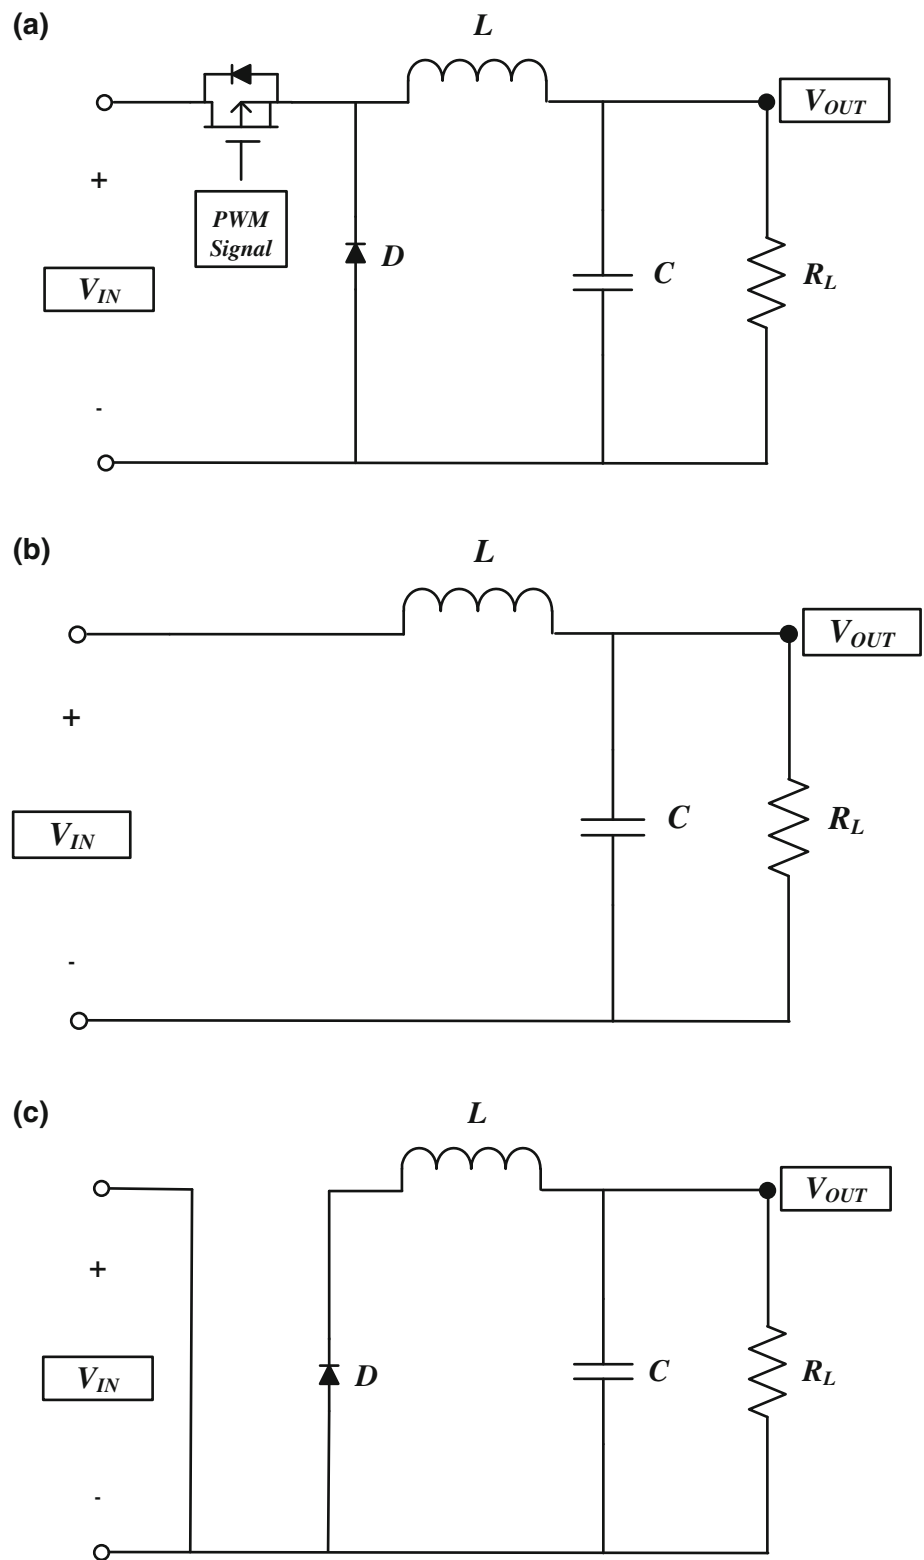 (a)
L
V_OUT
+
PWM
Signal
D
C
R_L
V_IN
-
(b)
L
V_OUT
+
V_IN
C
R_L
-
(c)
L
V_OUT
+
V_IN
D
C
R_L
-